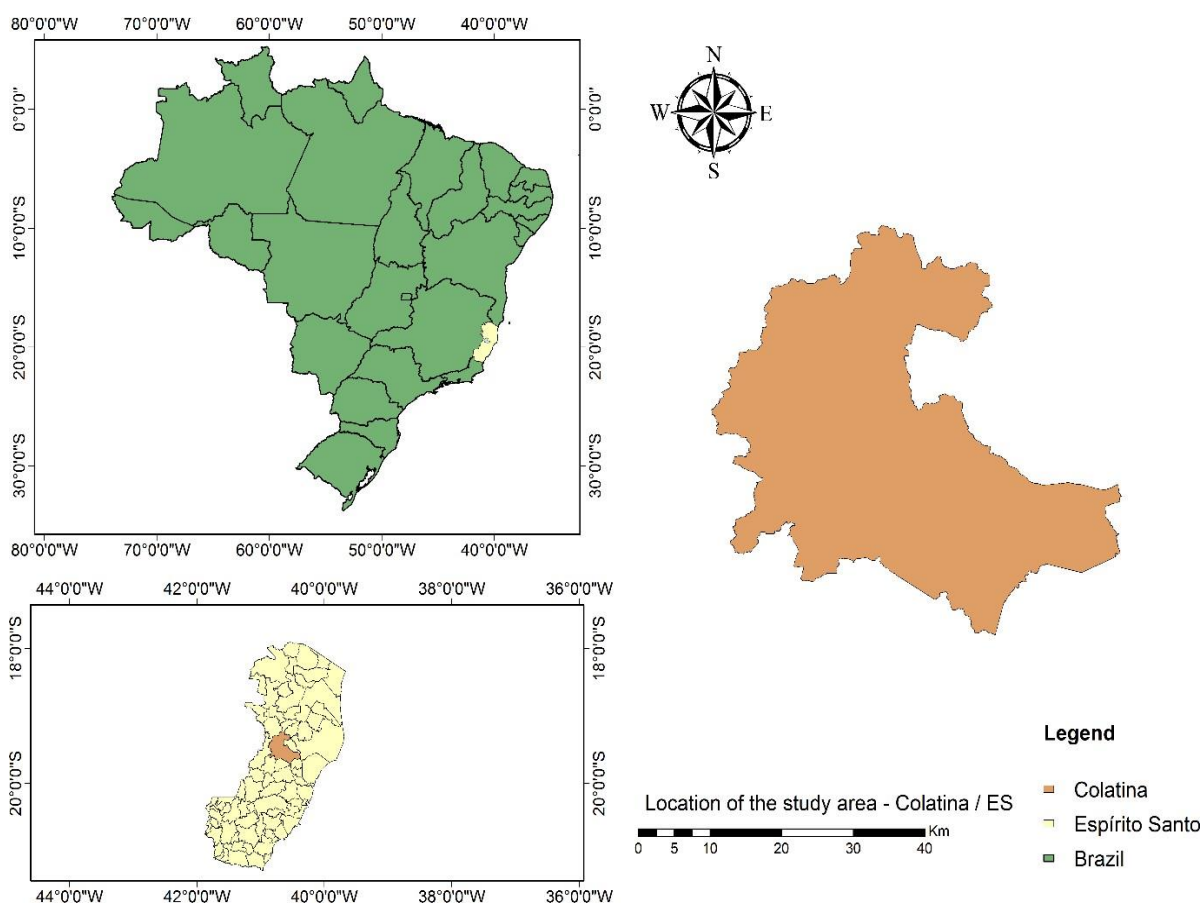 80°0'0"W 70°0'0"W 60°0'0"W 50°0'0"W 40°0'0"W
0°0'0"
10°0'0"S
20°0'0"S
30°0'0"S
0°0'0"
10°0'0"S
20°0'0"S
30°0'0"S
80°0'0"W 70°0'0"W 60°0'0"W 50°0'0"W 40°0'0"W
N
W E
S
44°0'0"W 42°0'0"W 40°0'0"W 38°0'0"W 36°0'0"W
18°0'0"S
20°0'0"S
18°0'0"S
20°0'0"S
44°0'0"W 42°0'0"W 40°0'0"W 38°0'0"W 36°0'0"W
Location of the study area - Colatina / ES
Km
0 5 10 20 30 40
Legend
Colatina
Espírito Santo
Brazil